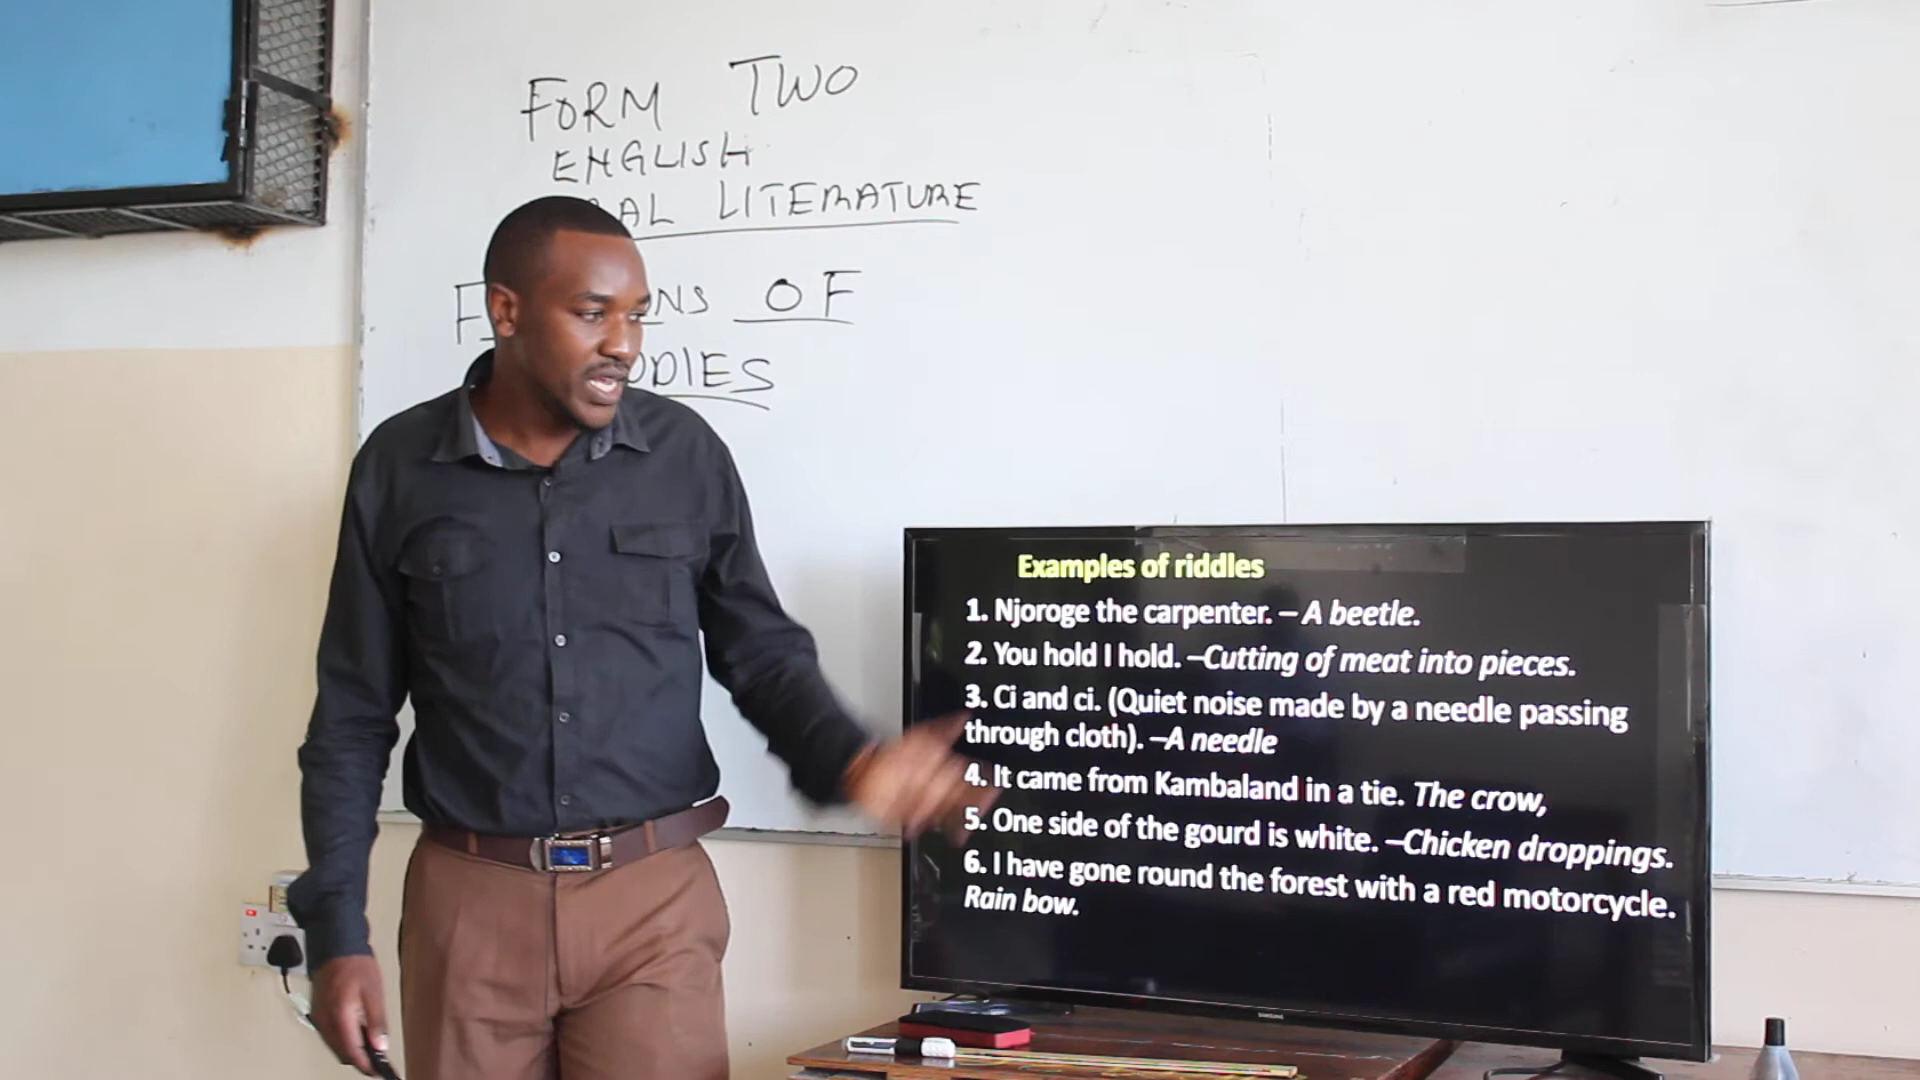 FORM TWO
ENGLISH
LITERATURE
OF
Examples of riddles
1. Njoroge the carpenter. – A beetle.
2. You hold I hold. –Cutting of meat into pieces.
3. Ci and ci. (Quiet noise made by a needle passing
through cloth). –A needle
4. It came from Kambaland in a tie. The crow,
5. One side of the gourd is white. –Chicken droppings.
6. I have gone round the forest with a red motorcycle.
Rain bow.
SAMSUNG